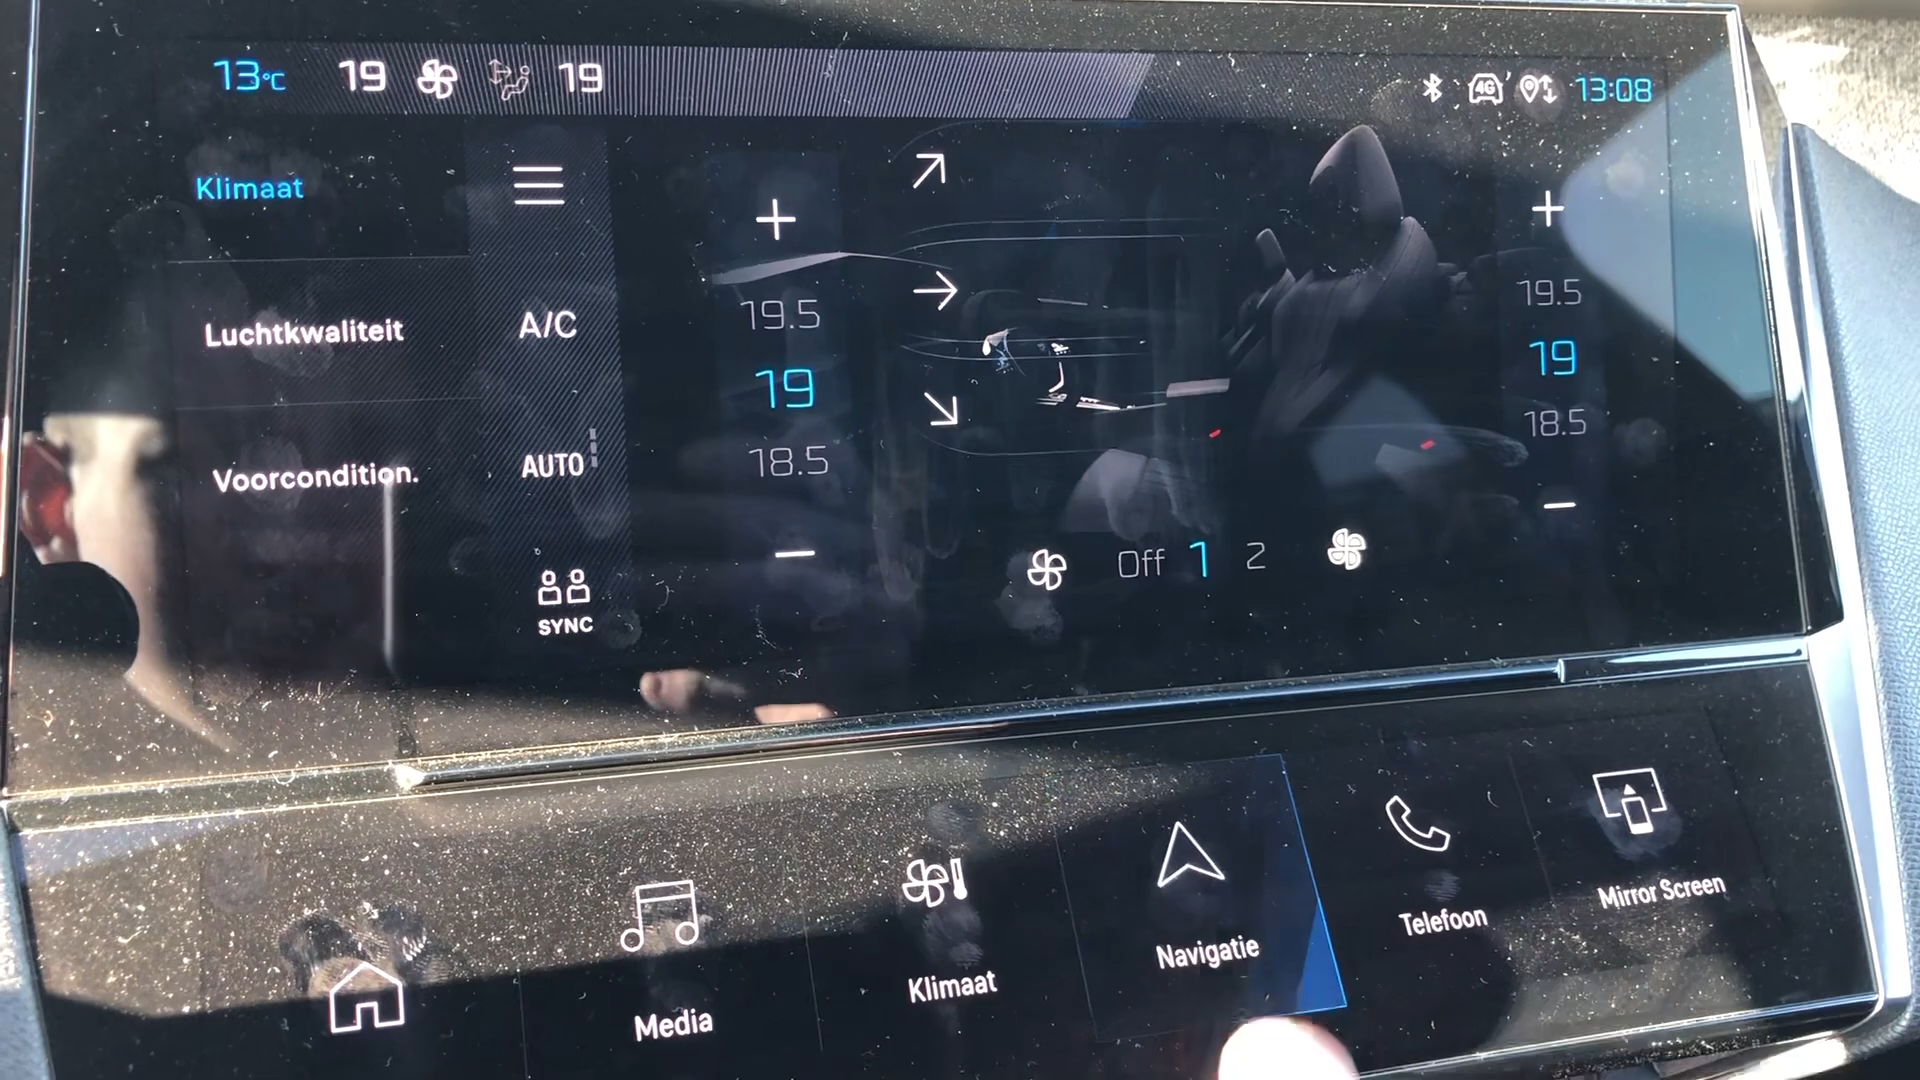 13°C 19 19 4G 13:08
Klimaat
Luchtkwaliteit
Voorcondition.
A/C
AUTO
SYNC
19.5
19
18.5
Off 1 2
19.5
19
18.5
Media
Klimaat
Navigatie
Telefoon
Mirror Screen